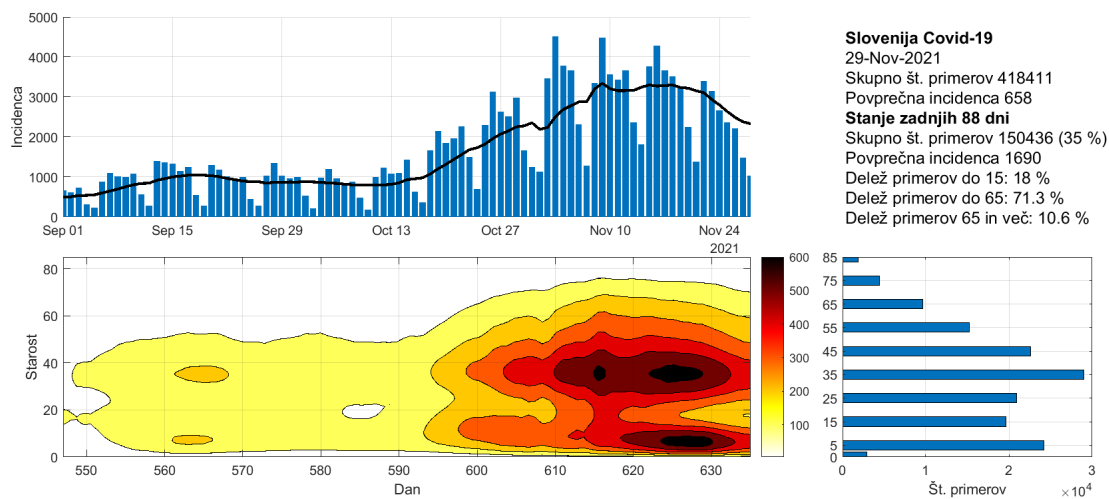 5000
4000
3000
2000
1000
0
Incidenca
Sep 01 Sep 15 Sep 29 Oct 13 Oct 27 Nov 10 Nov 24
2021
Slovenija Covid-19
29-Nov-2021
Skupno št. primerov 418411
Povprečna incidenca 658
Stanje zadnjih 88 dni
Skupno št. primerov 150436 (35 %)
Povprečna incidenca 1690
Delež primerov do 15: 18 %
Delež primerov do 65: 71.3 %
Delež primerov 65 in več: 10.6 %
80
60
40
20
0
Starost
550 560 570 580 590 600 610 620 630
Dan
600
500
400
300
200
100
85
75
65
55
45
35
25
15
5
0
0 1 2 3
Št. primerov
×10⁴